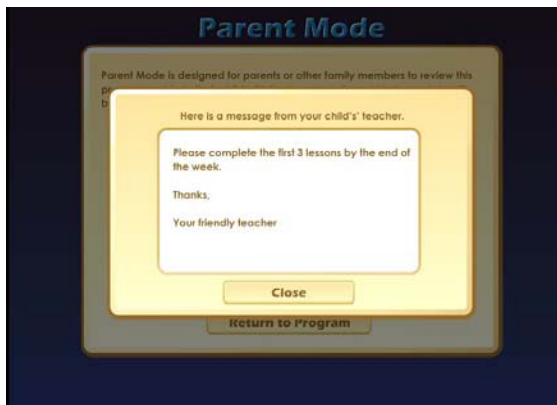 Parent Mode
Parent Mode is designed for parents or other family members to review this
Here is a message from your child's' teacher.
Please complete the first 3 lessons by the end of
the week.
Thanks,
Your friendly teacher
Close
Return to Program